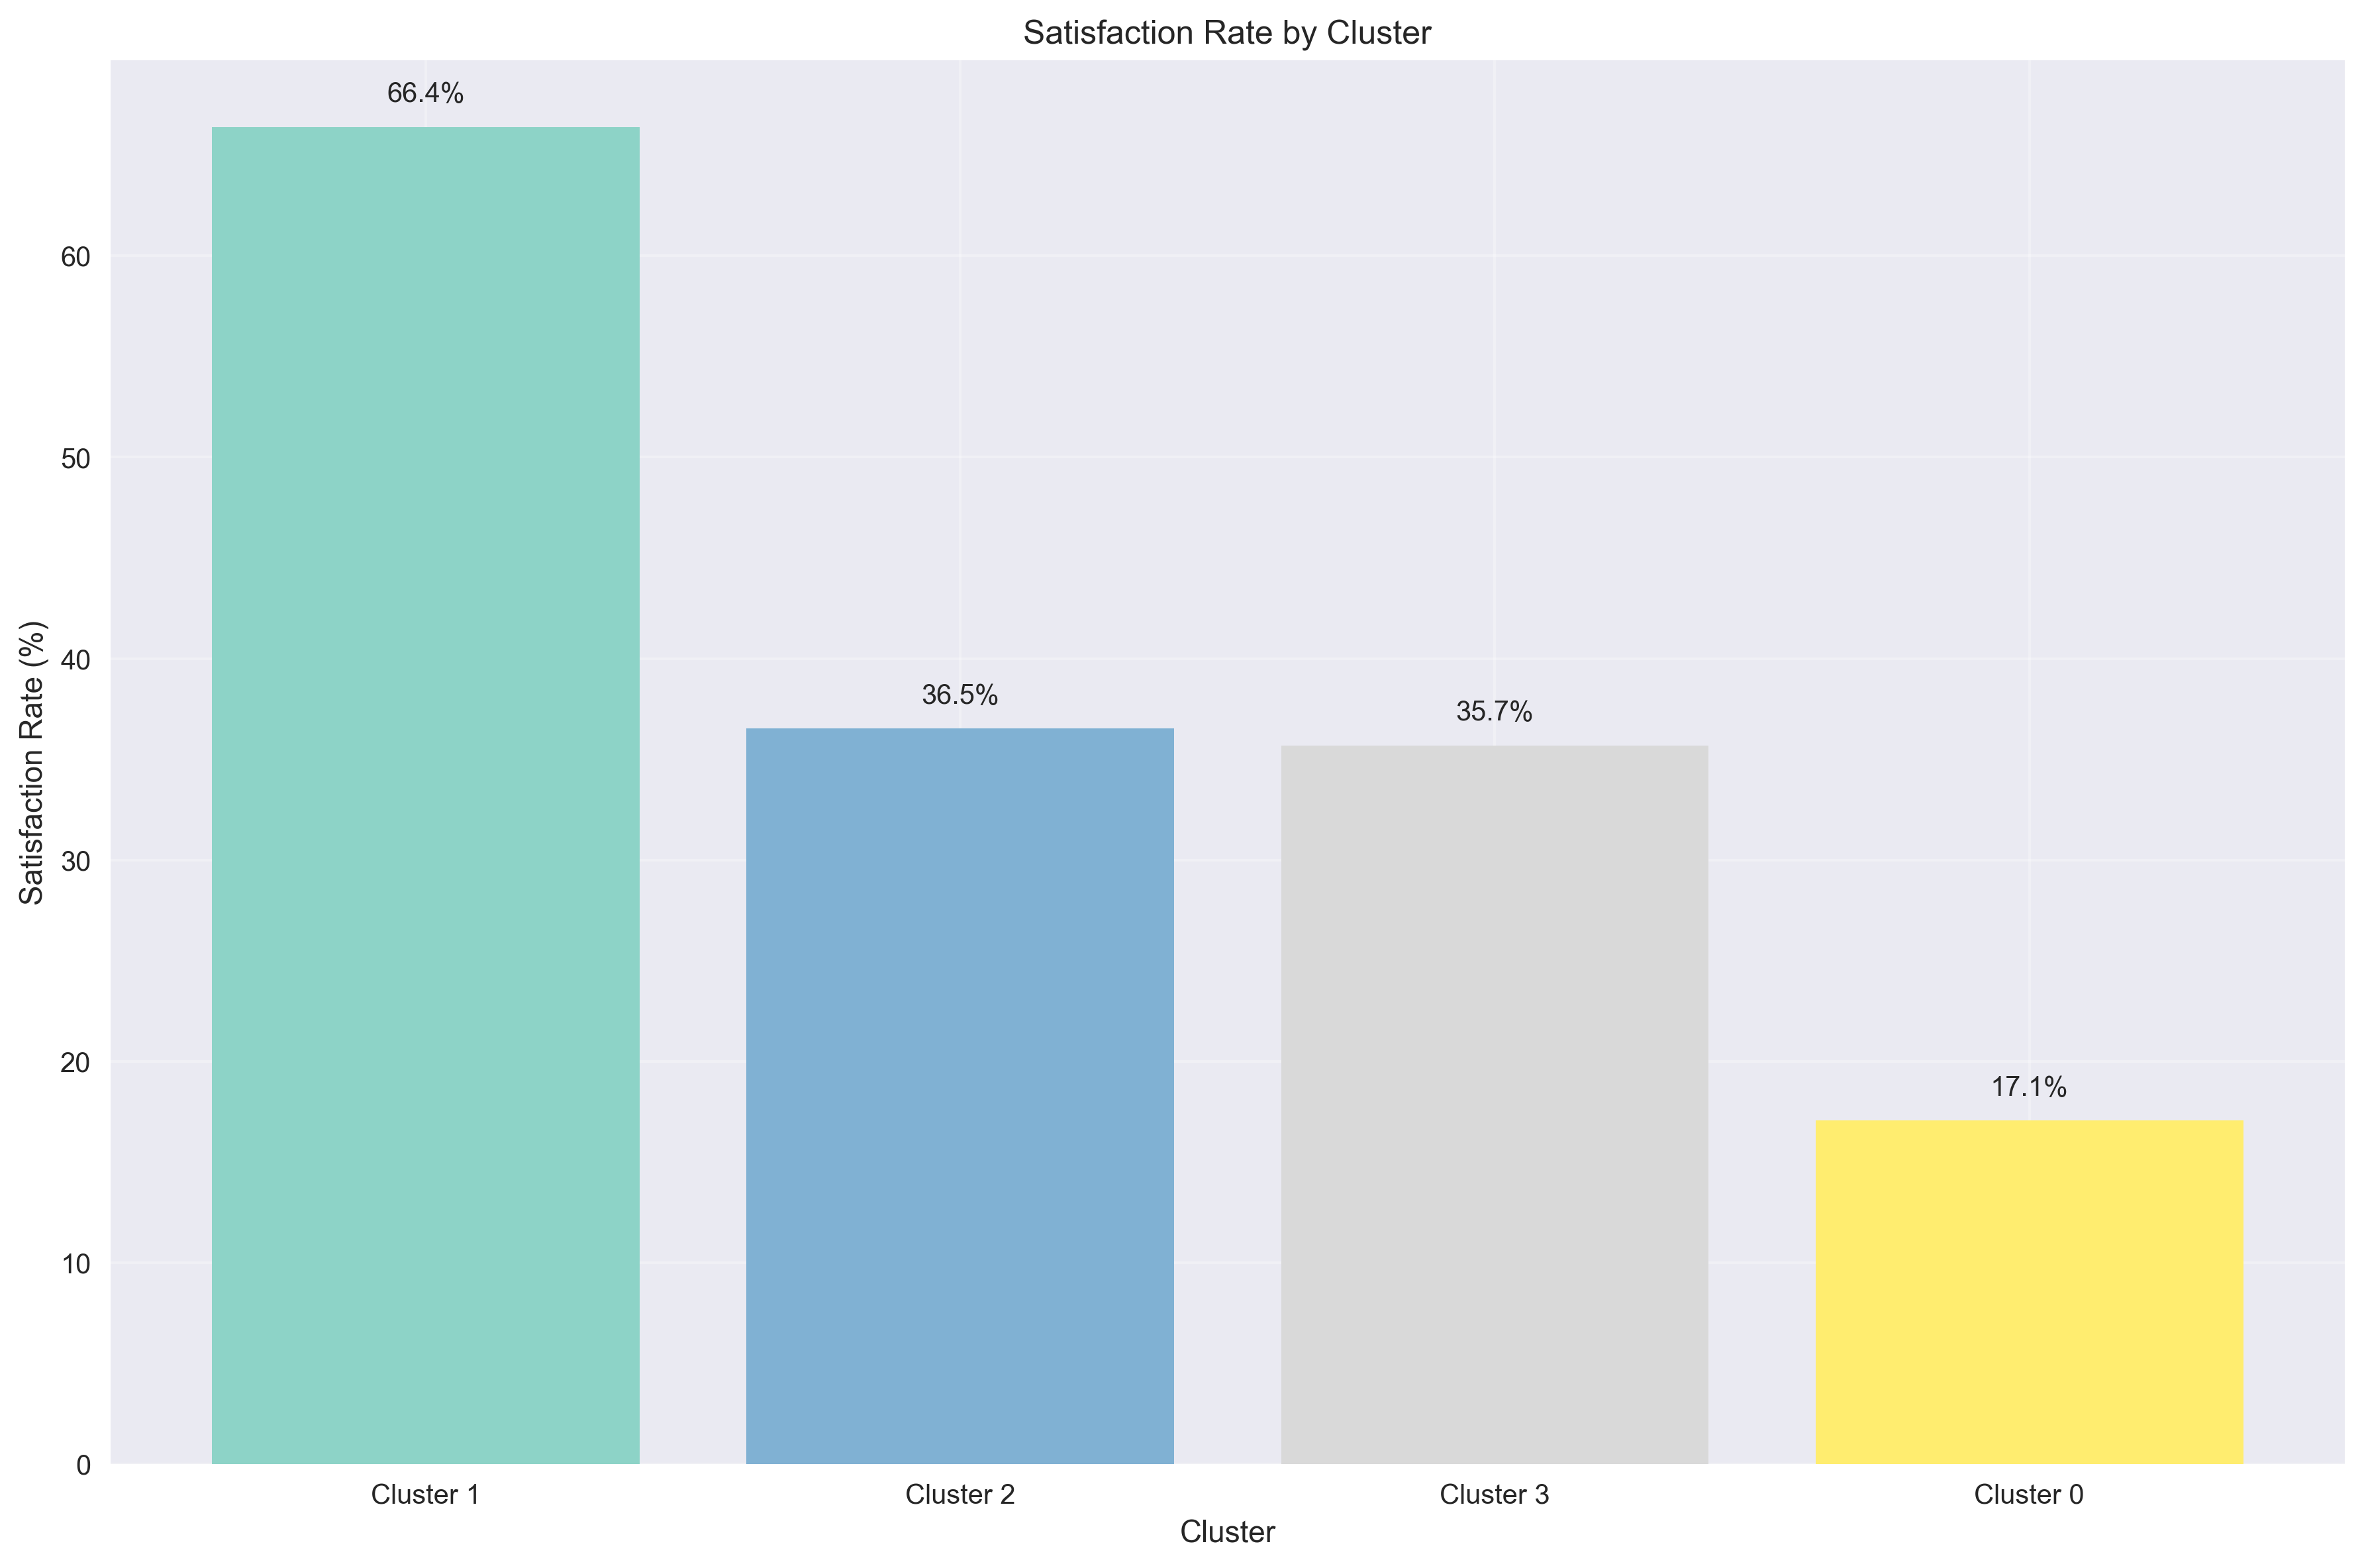 Satisfaction Rate by Cluster
66.4%
36.5%
35.7%
17.1%
Satisfaction Rate (%)
60
50
40
30
20
10
0
Cluster 1
Cluster 2
Cluster 3
Cluster 0
Cluster